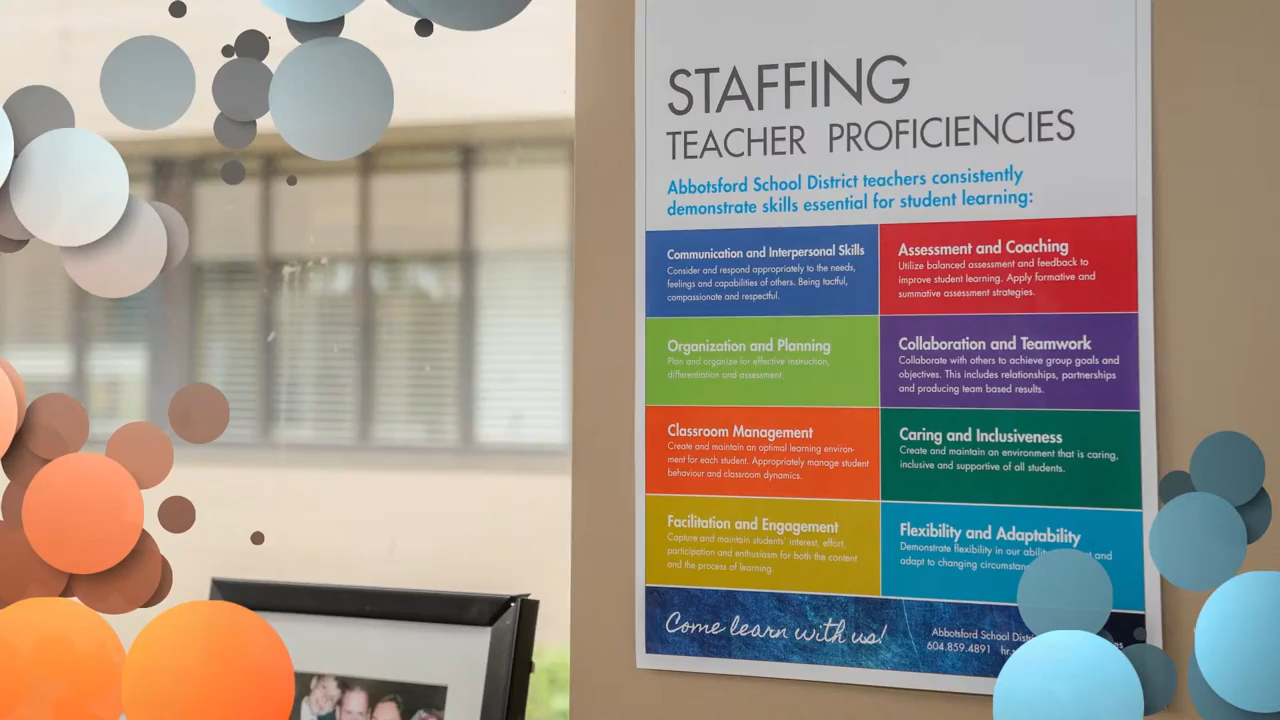 STAFFING
TEACHER PROFICIENCIES
Abbotsford School District teachers consistently
demonstrate skills essential for student learning:
Communication and Interpersonal Skills
Consider and respond appropriately to the needs,
feelings and capabilities of others. Being tactful,
compassionate and respectful.
Assessment and Coaching
Utilize balanced assessment and feedback to
improve student learning. Apply formative and
summative assessment strategies.
Organization and Planning
Plan and organize for effective instruction,
differentiation and assessment.
Collaboration and Teamwork
Collaborate with others to achieve group goals and
objectives. This includes relationships, partnerships
and producing team based results.
Classroom Management
Create and maintain an optimal learning environ-
ment for each student. Appropriately manage student
behaviour and classroom dynamics.
Caring and Inclusiveness
Create and maintain an environment that is caring,
inclusive and supportive of all students.
Facilitation and Engagement
Capture and maintain students' interest, effort,
participation and enthusiasm for both the content
and the process of learning.
Flexibility and Adaptability
Demonstrate flexibility in our and
adapt to changing
Come learn with us!
Abbotsford School
604.859.4891